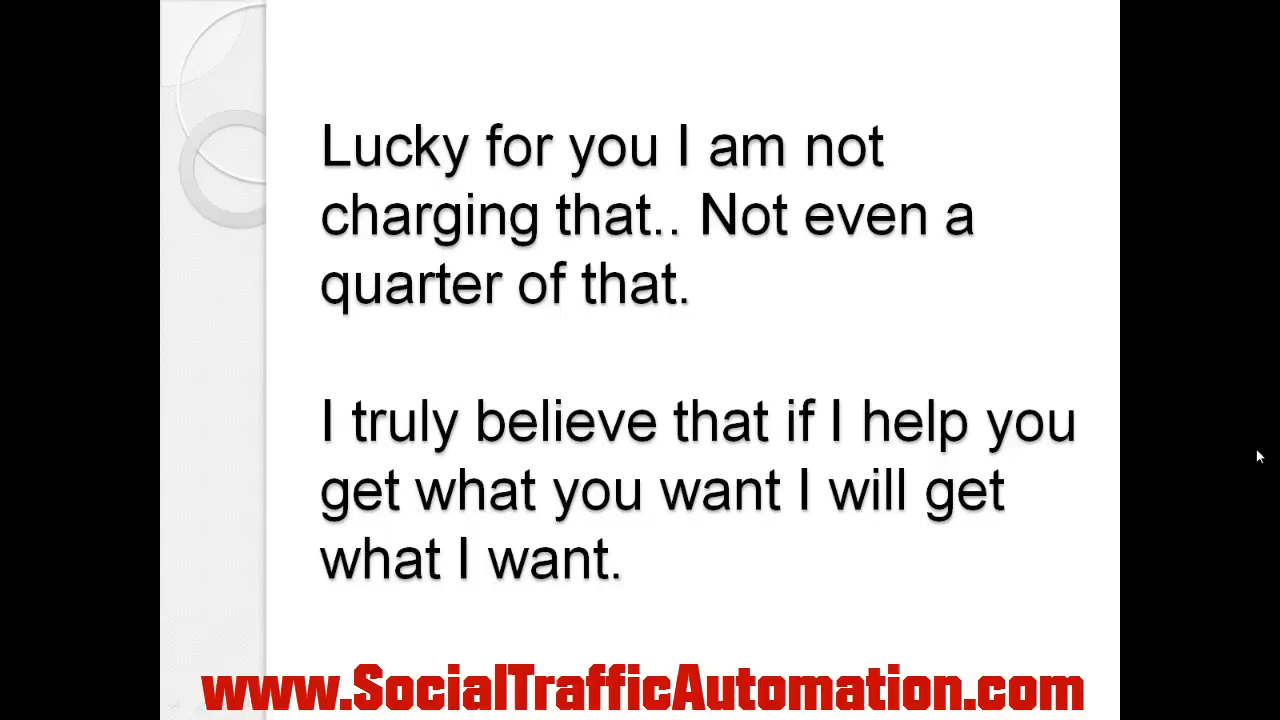 Lucky for you I am not
charging that.. Not even a
quarter of that.
I truly believe that if I help you
get what you want I will get
what I want.
www.SocialTrafficAutomation.com